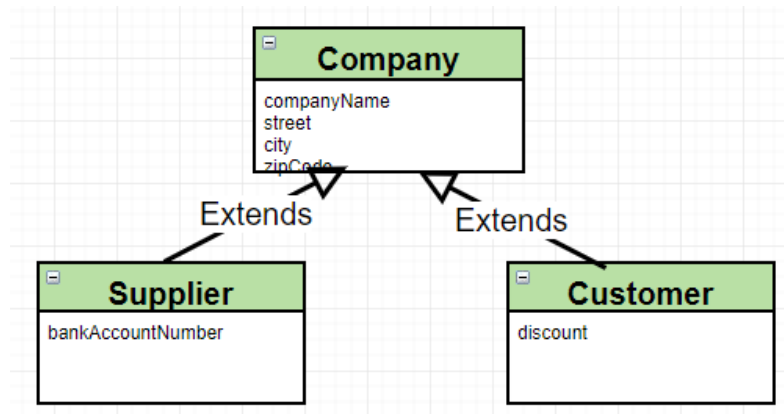 Company
companyName
street
city
zipCode
Extends
Extends
Supplier
bankAccountNumber
Customer
discount